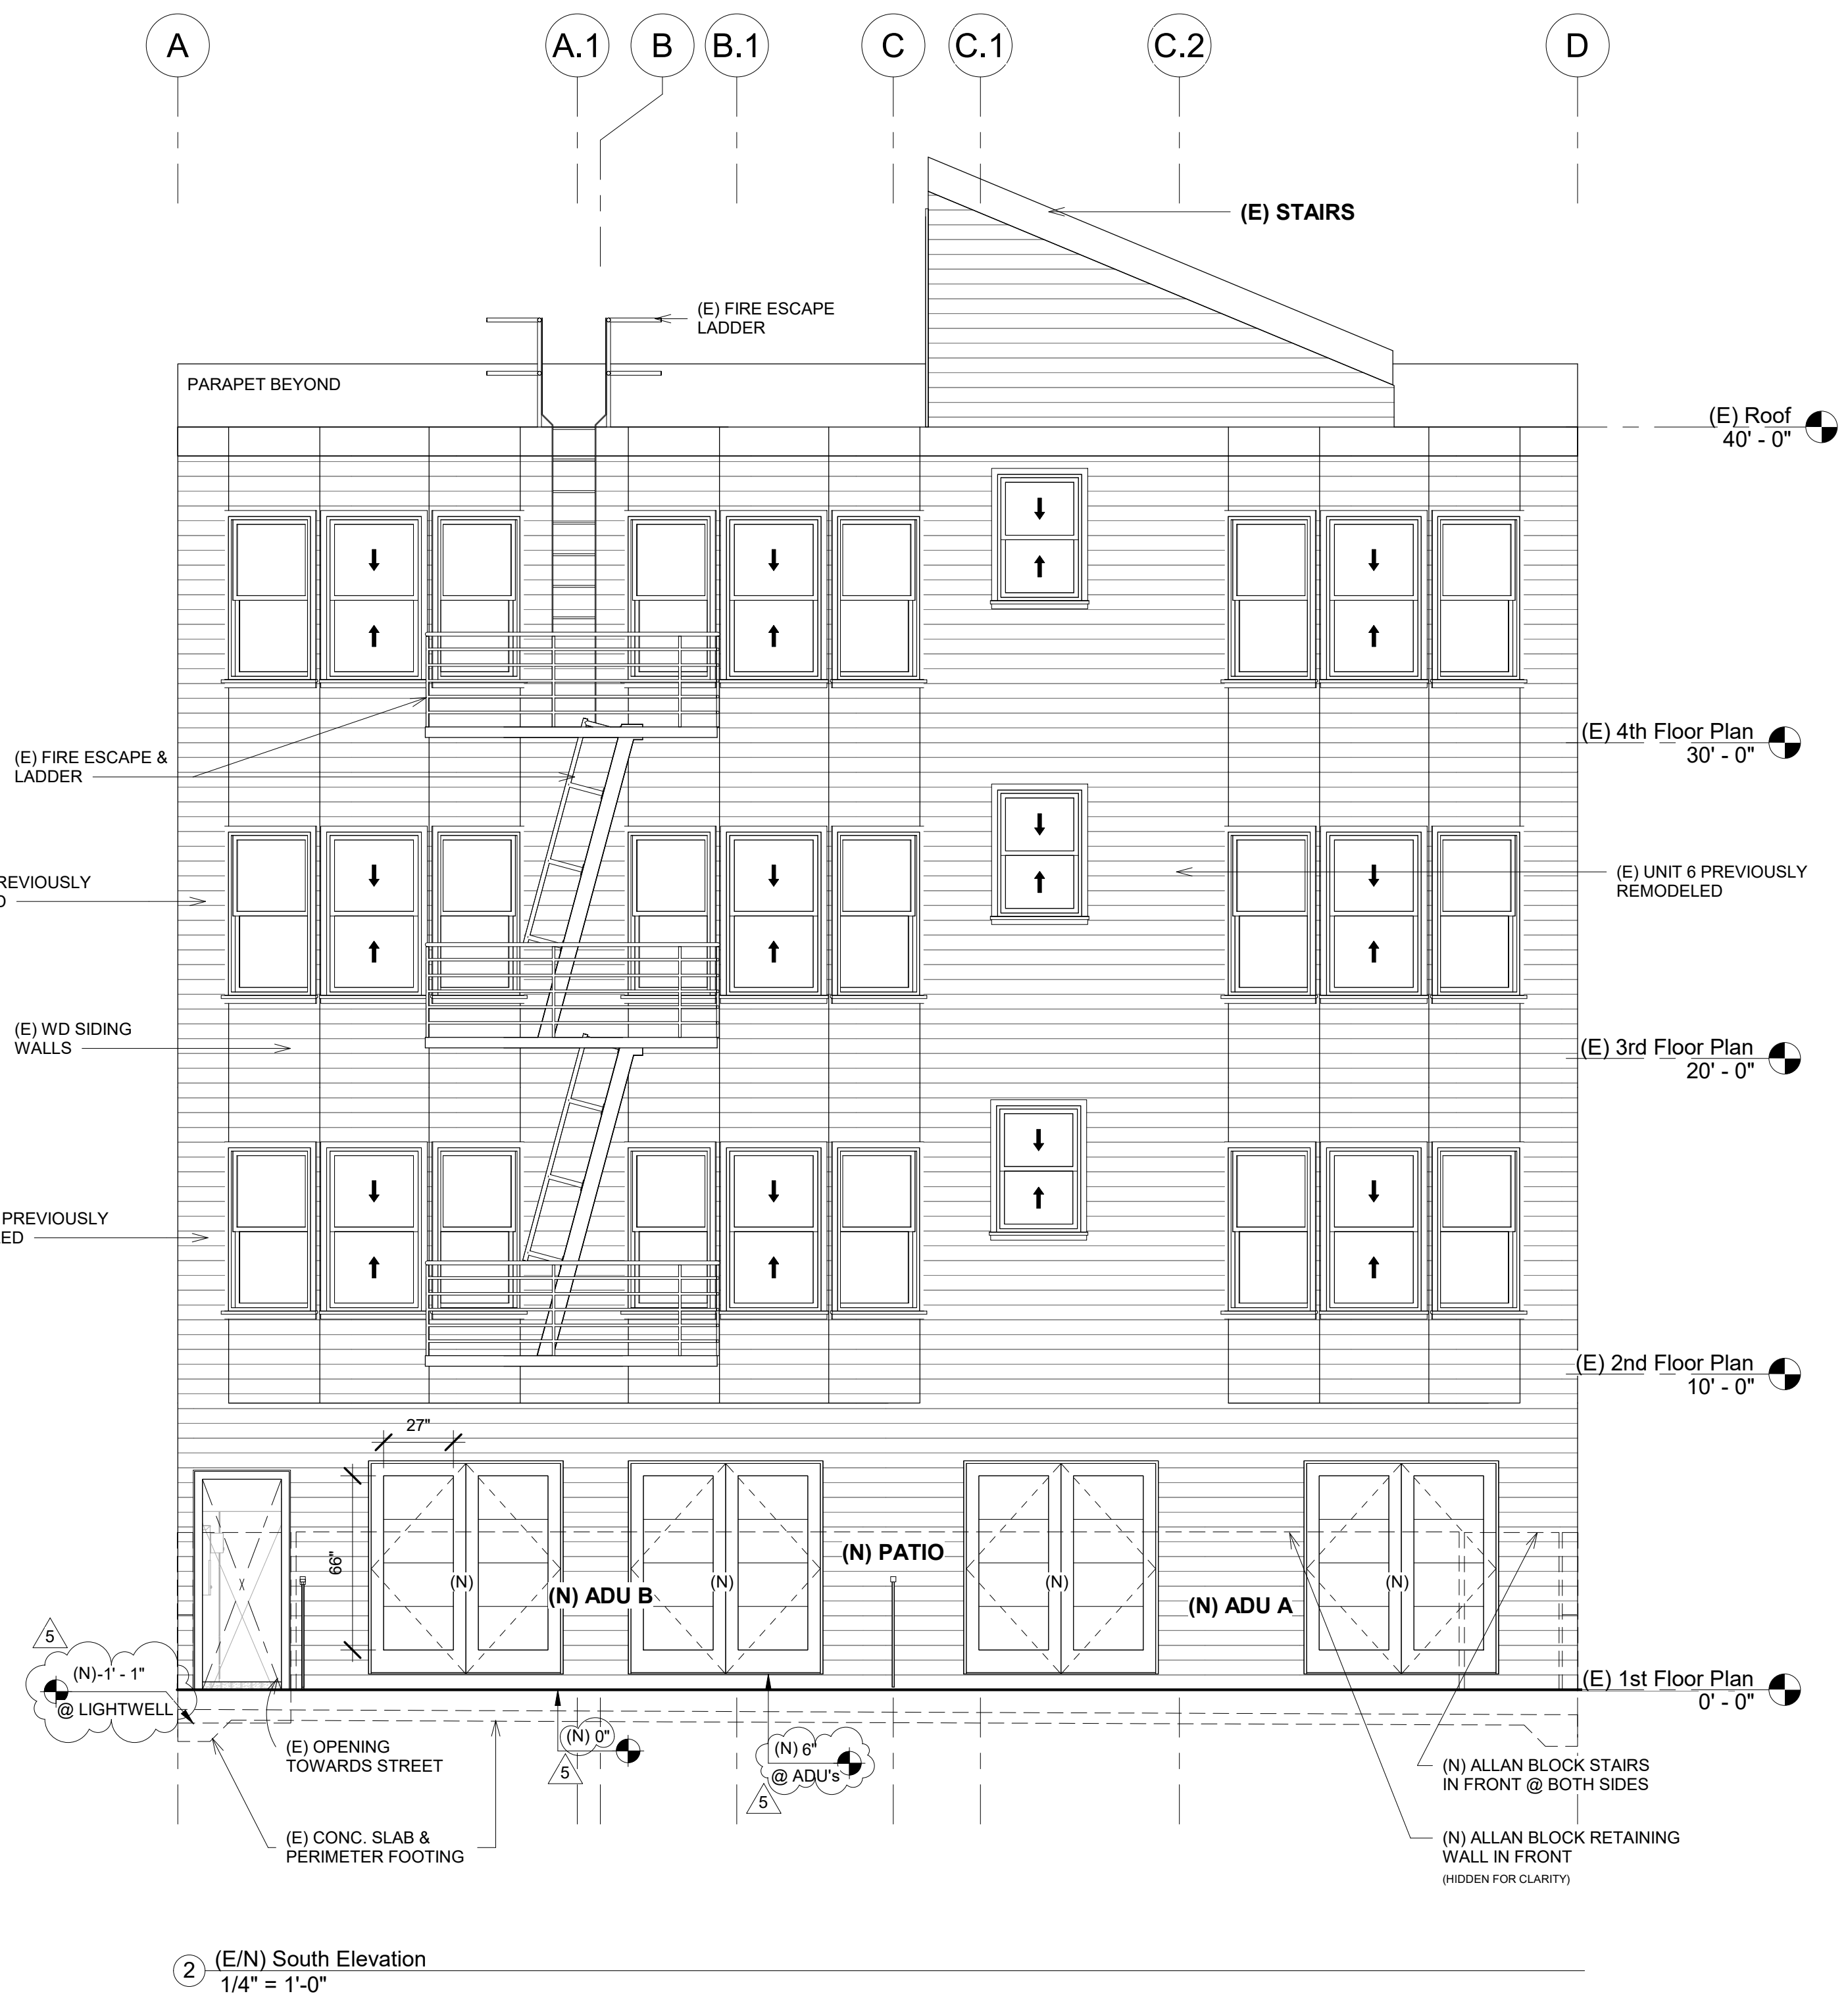 A
A.1
B
B.1
C
C.1
C.2
D
(E) STAIRS
(E) FIRE ESCAPE
LADDER
PARAPET BEYOND
(E) Roof
40' - 0"
(E) 4th Floor Plan
30' - 0"
(E) FIRE ESCAPE &
LADDER
REVIOUSLY
D
(E) UNIT 6 PREVIOUSLY
REMODELED
(E) WD SIDING
WALLS
(E) 3rd Floor Plan
20' - 0"
PREVIOUSLY
ED
(E) 2nd Floor Plan
10' - 0"
27"
66"
(N) PATIO
(N)
(N)
(N)
(N)
(N) ADU B
(N) ADU A
5
(N)-1' - 1"
@ LIGHTWELL
(E) 1st Floor Plan
0' - 0"
(E) OPENING
TOWARDS STREET
(N) 0"
5
(N) 6"
@ ADU's
5
(N) ALLAN BLOCK STAIRS
IN FRONT @ BOTH SIDES
(E) CONC. SLAB &
PERIMETER FOOTING
(N) ALLAN BLOCK RETAINING
WALL IN FRONT
(HIDDEN FOR CLARITY)
2
(E/N) South Elevation
1/4" = 1'-0"